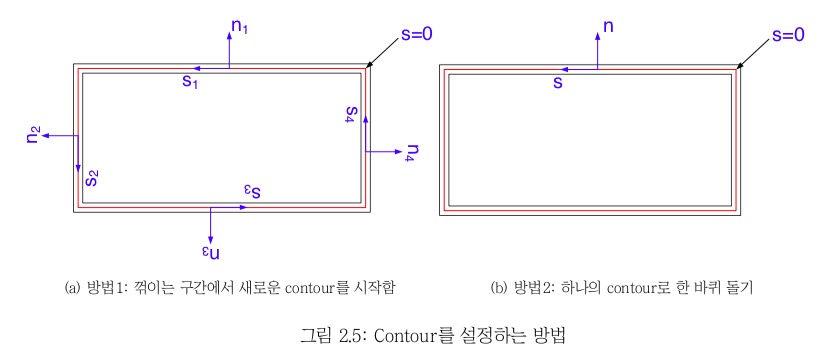 n1
s=0
s1
s4
n2
n4
s2
s3
n3
n
s=0
s
(a) 방법1: 꺾이는 구간에서 새로운 contour를 시작함
(b) 방법2: 하나의 contour로 한 바퀴 돌기
그림 2.5: Contour를 설정하는 방법